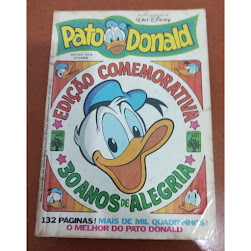 Walt Disney
Pato Donald
EDIÇÃO COMEMORATIVA
30 ANOS DE ALEGRIA
132 PÁGINAS! MAIS DE MIL QUADRINHOS!
O MELHOR DO PATO DONALD